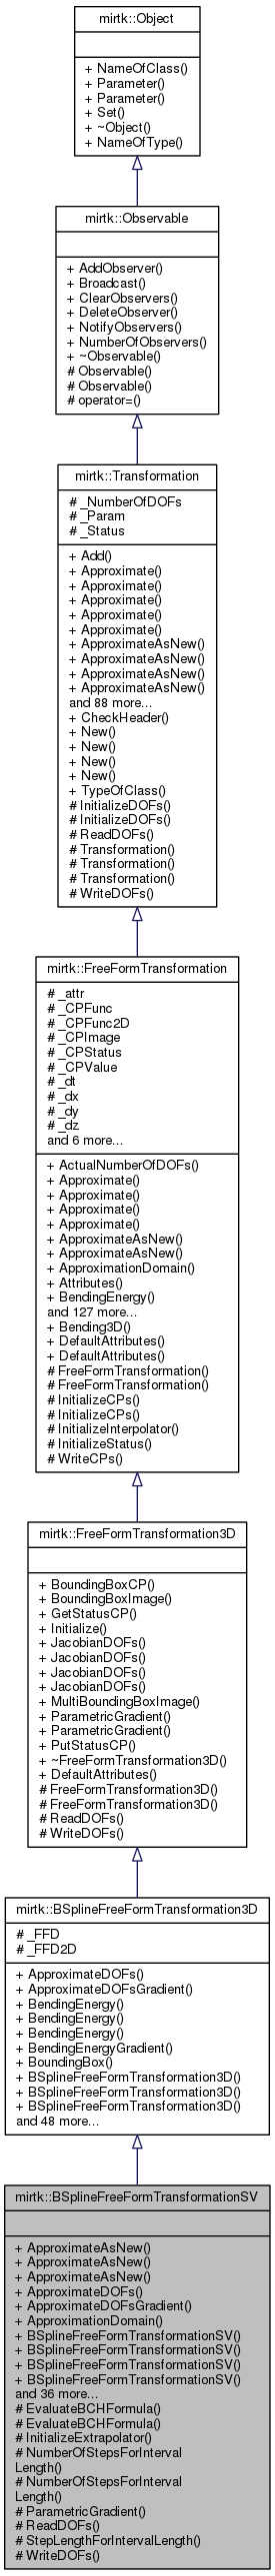 mirtk::Object
+ NameOfClass()
+ Parameter()
+ Parameter()
+ Set()
+ ~Object()
+ NameOfType()
mirtk::Observable
+ AddObserver()
+ Broadcast()
+ ClearObservers()
+ DeleteObserver()
+ NotifyObservers()
+ NumberOfObservers()
+ ~Observable()
# Observable()
# Observable()
# operator=()
mirtk::Transformation
# _NumberOfDOFs
# _Param
# _Status
+ Add()
+ Approximate()
+ Approximate()
+ Approximate()
+ Approximate()
+ Approximate()
+ ApproximateAsNew()
+ ApproximateAsNew()
+ ApproximateAsNew()
+ ApproximateAsNew()
and 88 more...
+ CheckHeader()
+ New()
+ New()
+ New()
+ New()
+ TypeOfClass()
# InitializeDOFs()
# InitializeDOFs()
# ReadDOFs()
# Transformation()
# Transformation()
# Transformation()
# WriteDOFs()
mirtk::FreeFormTransformation
# _attr
# _CPFunc
# _CPFunc2D
# _CPImage
# _CPStatus
# _CPValue
# _dt
# _dx
# _dy
# _dz
and 6 more...
+ ActualNumberOfDOFs()
+ Approximate()
+ Approximate()
+ Approximate()
+ Approximate()
+ ApproximateAsNew()
+ ApproximateAsNew()
+ ApproximationDomain()
+ Attributes()
+ BendingEnergy()
and 127 more...
+ Bending3D()
+ DefaultAttributes()
+ DefaultAttributes()
# FreeFormTransformation()
# FreeFormTransformation()
# InitializeCPs()
# InitializeCPs()
# InitializeInterpolator()
# InitializeStatus()
# WriteCPs()
mirtk::FreeFormTransformation3D
+ BoundingBoxCP()
+ BoundingBoxImage()
+ GetStatusCP()
+ Initialize()
+ JacobianDOFs()
+ JacobianDOFs()
+ JacobianDOFs()
+ JacobianDOFs()
+ MultiBoundingBoxImage()
+ ParametricGradient()
+ ParametricGradient()
+ PutStatusCP()
+ ~FreeFormTransformation3D()
+ DefaultAttributes()
# FreeFormTransformation3D()
# FreeFormTransformation3D()
# ReadDOFs()
# WriteDOFs()
mirtk::BSplineFreeFormTransformation3D
# _FFD
# _FFD2D
+ ApproximateDOFs()
+ ApproximateDOFsGradient()
+ BendingEnergy()
+ BendingEnergy()
+ BendingEnergy()
+ BendingEnergyGradient()
+ BoundingBox()
+ BSplineFreeFormTransformation3D()
+ BSplineFreeFormTransformation3D()
+ BSplineFreeFormTransformation3D()
and 48 more...
mirtk::BSplineFreeFormTransformationSV
+ ApproximateAsNew()
+ ApproximateAsNew()
+ ApproximateAsNew()
+ ApproximateDOFs()
+ ApproximateDOFsGradient()
+ ApproximationDomain()
+ BSplineFreeFormTransformationSV()
+ BSplineFreeFormTransformationSV()
+ BSplineFreeFormTransformationSV()
+ BSplineFreeFormTransformationSV()
and 36 more...
# EvaluateBCHFormula()
# EvaluateBCHFormula()
# InitializeExtrapolator()
# NumberOfStepsForInterval
Length()
# NumberOfStepsForInterval
Length()
# ParametricGradient()
# ReadDOFs()
# StepLengthForIntervalLength()
# WriteDOFs()